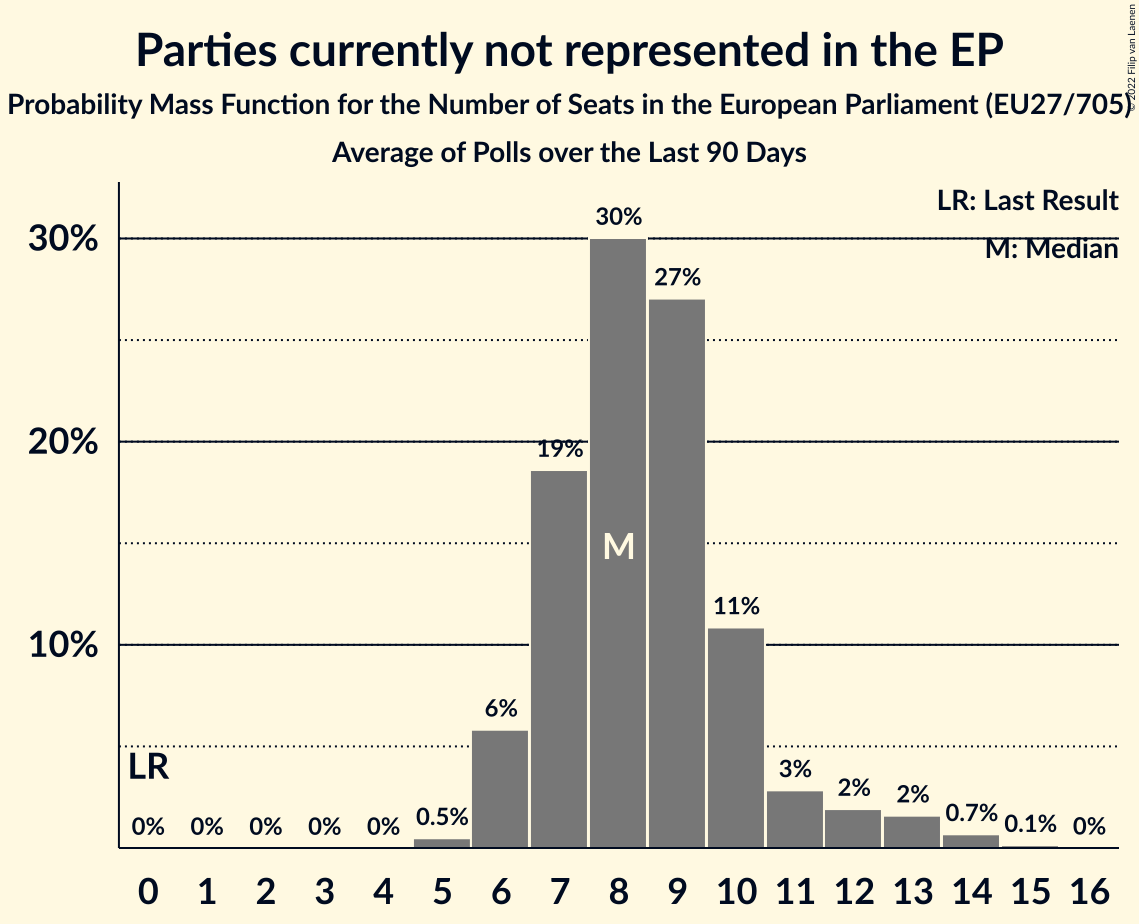 Parties currently not represented in the EP
Probability Mass Function for the Number of Seats in the European Parliament (EU27/705)
Average of Polls over the Last 90 Days
© 2022 Filip van Laenen
LR: Last Result
M: Median
30%
20%
10%
30%
27%
19%
M
11%
6%
LR
0% 0% 0% 0% 0% 0.5% 3% 2% 2% 0.7% 0.1% 0%
0 1 2 3 4 5 6 7 8 9 10 11 12 13 14 15 16